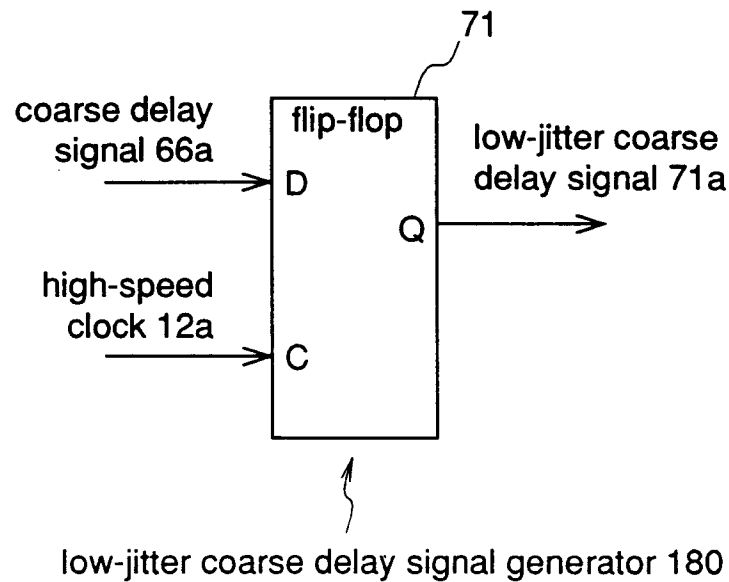 71
flip-flop
coarse delay
signal 66a
low-jitter coarse
delay signal 71a
D
Q
high-speed
clock 12a
C
low-jitter coarse delay signal generator 180